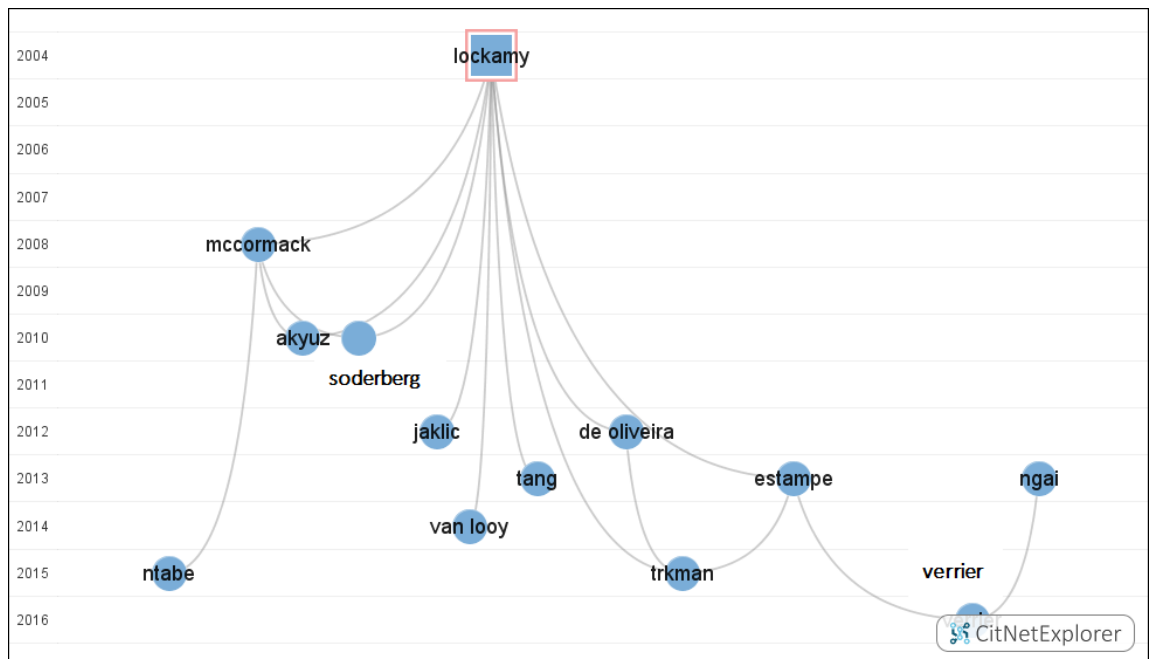 2004
lockamy
2005
2006
2007
2008
mccormack
2009
2010
akyuz
soderberg
2011
2012
jaklic
de oliveira
2013
tang
estampe
ngai
2014
van looy
2015
ntabe
trkman
verrier
2016
verrier
CitNetExplorer